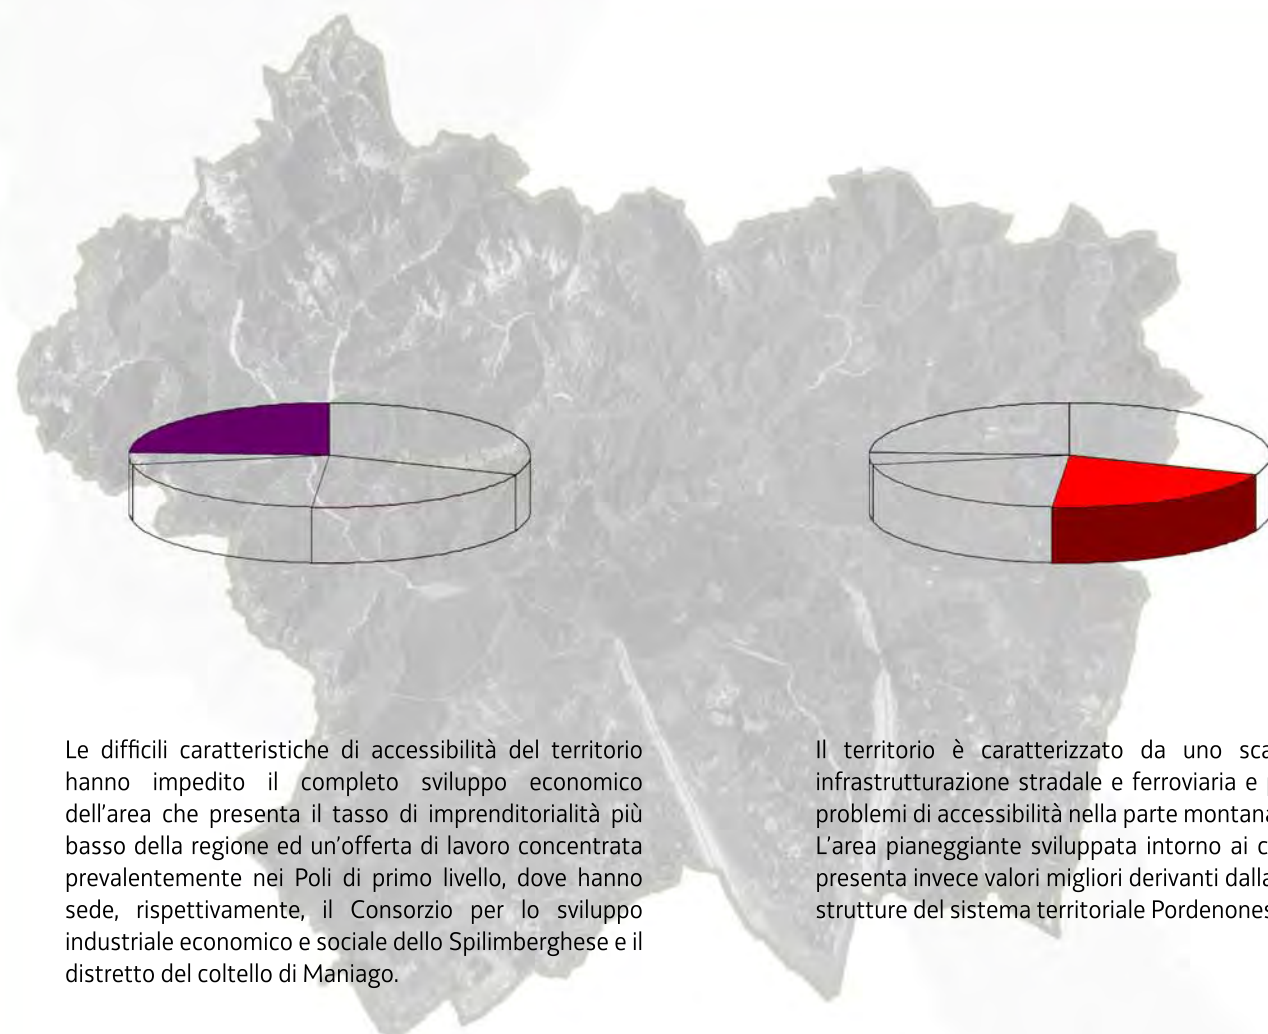 Le difficili caratteristiche di accessibilità del territorio
hanno impedito il completo sviluppo economico
dell’area che presenta il tasso di imprenditorialità più
basso della regione ed un’offerta di lavoro concentrata
prevalentemente nei Poli di primo livello, dove hanno
sede, rispettivamente, il Consorzio per lo sviluppo
industriale economico e sociale dello Spilimberghese e il
distretto del coltello di Maniago.
Il territorio è caratterizzato da uno
infrastrutturazione stradale e ferroviaria e
problemi di accessibilità nella parte
L’area pianeggiante sviluppata intorno ai
presenta invece valori migliori derivanti dalla
strutture del sistema territoriale